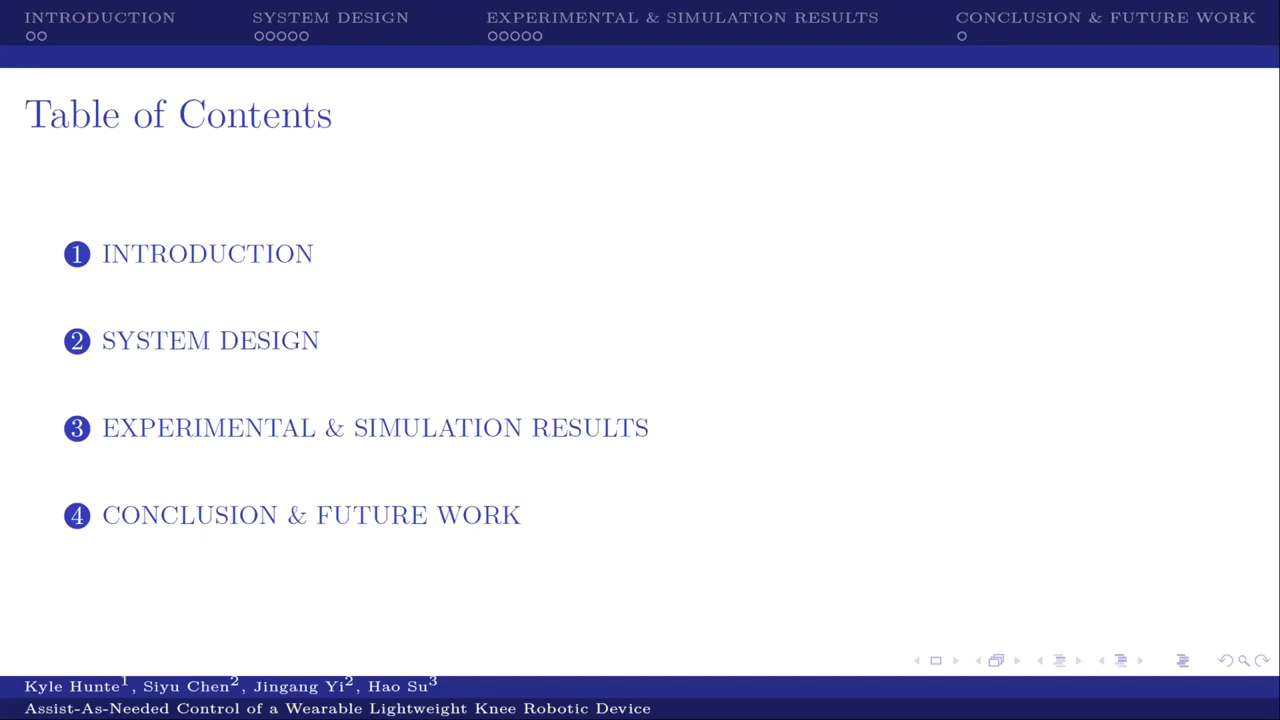 INTRODUCTION SYSTEM DESIGN EXPERIMENTAL & SIMULATION RESULTS CONCLUSION & FUTURE WORK
Table of Contents
1 INTRODUCTION
2 SYSTEM DESIGN
3 EXPERIMENTAL & SIMULATION RESULTS
4 CONCLUSION & FUTURE WORK
Kyle Hunte¹, Siyu Chen², Jingang Yi², Hao Su³
Assist-As-Needed Control of a Wearable Lightweight Knee Robotic Device